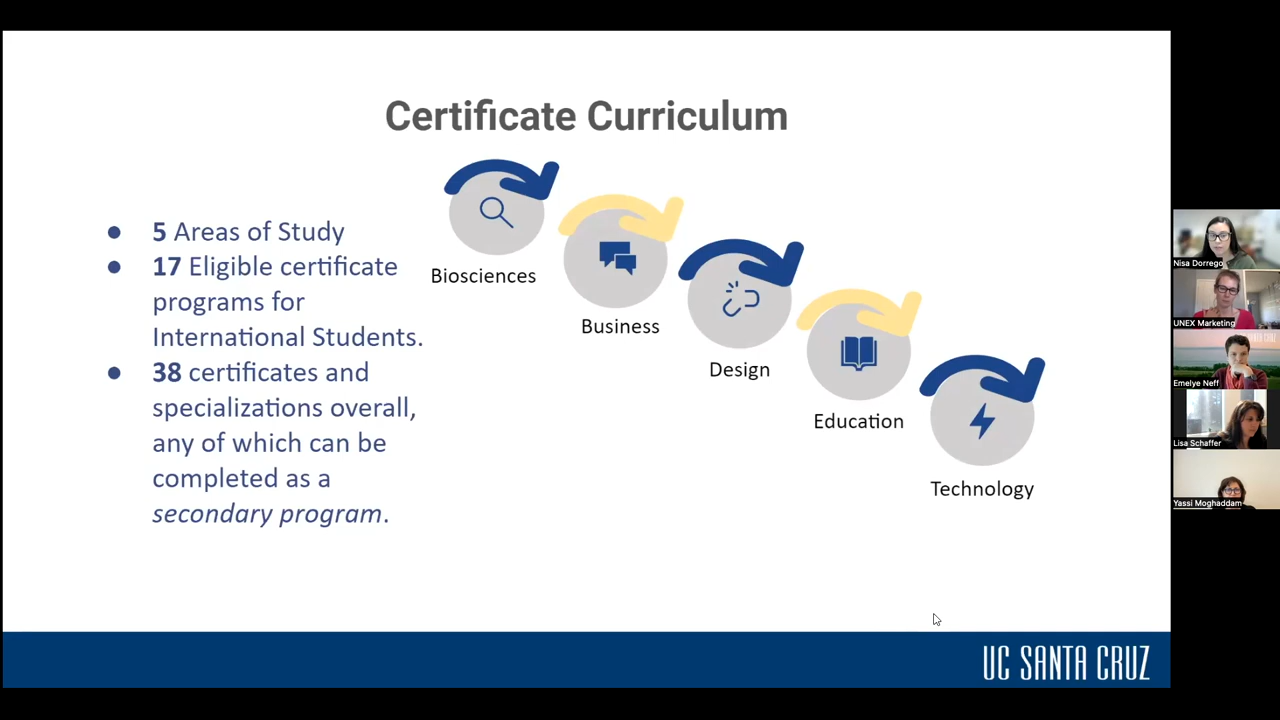 Certificate Curriculum
● 5 Areas of Study
● 17 Eligible certificate
programs for
International Students.
● 38 certificates and
specializations overall,
any of which can be
completed as a
secondary program.
Biosciences
Business
Design
Education
Technology
UC SANTA CRUZ
Nisa Dorrego
UNEX Marketing
Emelye Neff
Lisa Schaffer
Yassi Moghaddam